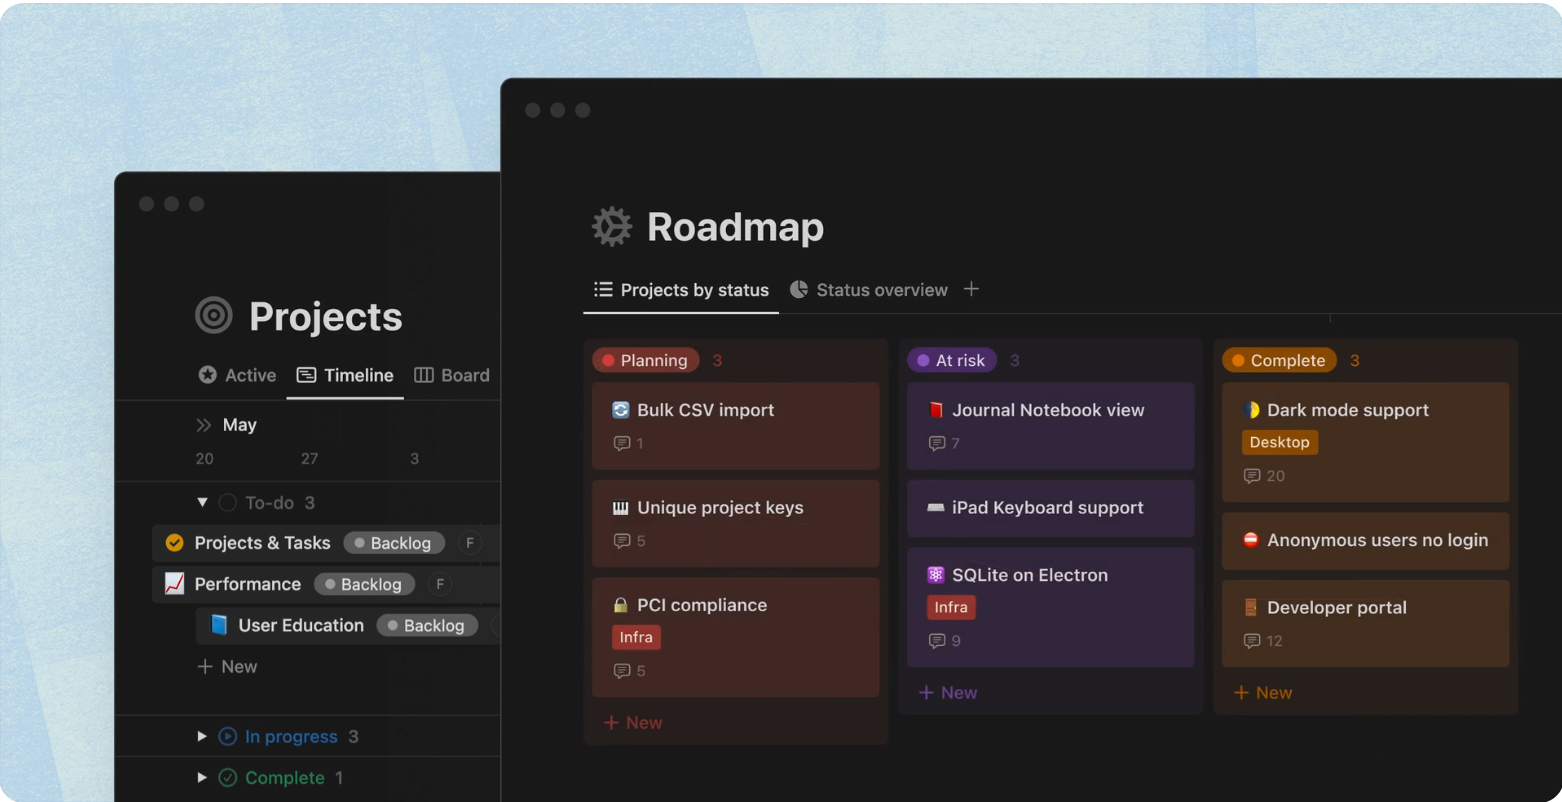 Projects
Active Timeline Board
May
20 27 3
To-do 3
Projects & Tasks Backlog F
Performance Backlog F
User Education Backlog
New
In progress 3
Complete 1
Roadmap
Projects by status Status overview
Planning 3
Bulk CSV import
1
Unique project keys
5
PCI compliance
Infra
5
New
At risk 3
Journal Notebook view
7
iPad Keyboard support
SQLite on Electron
Infra
9
New
Complete 3
Dark mode support
Desktop
20
Anonymous users no login
Developer portal
12
New